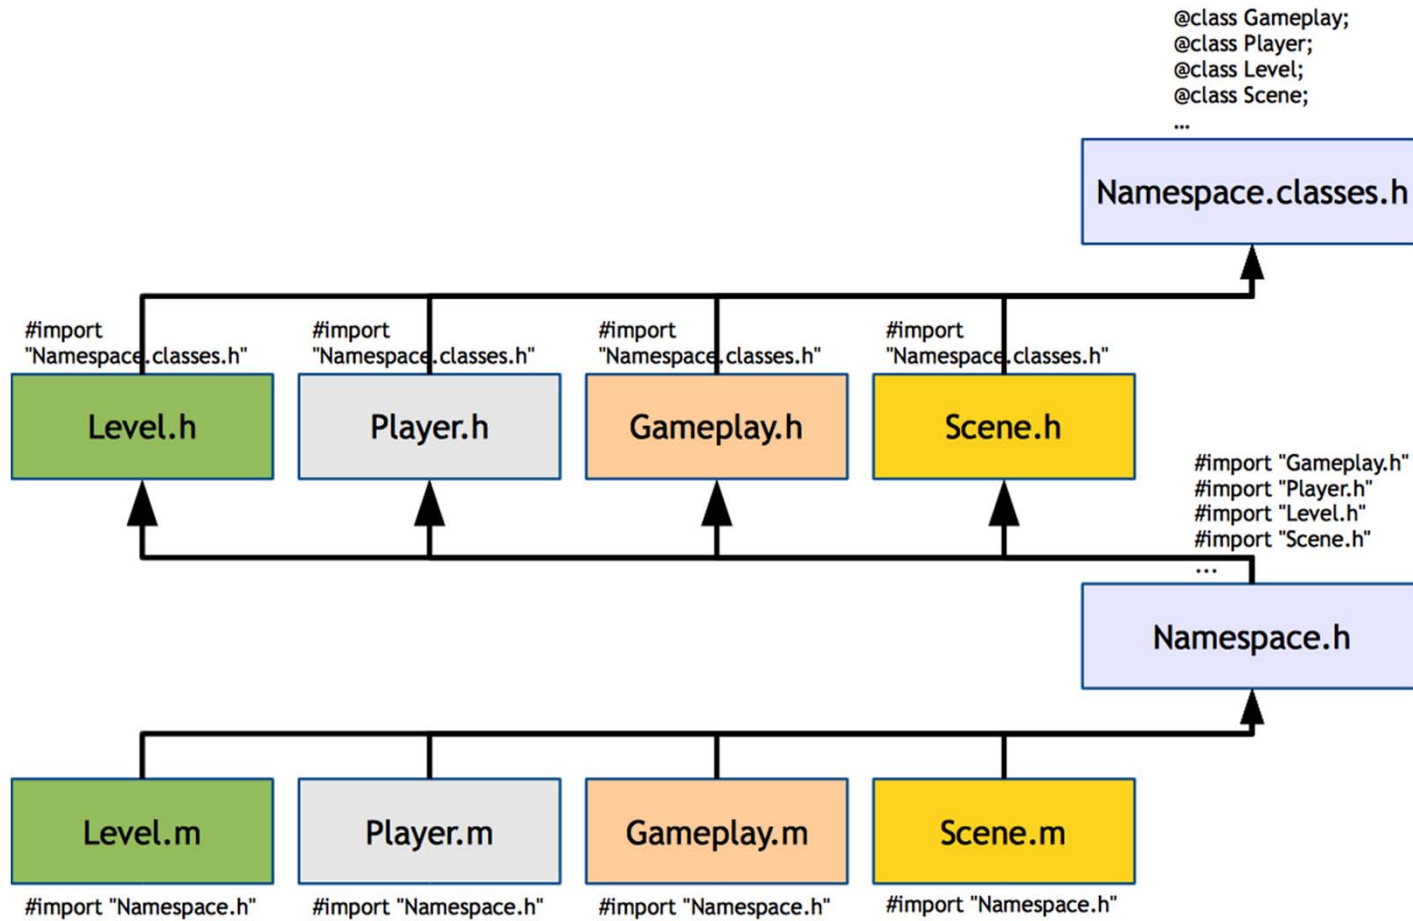 @class Gameplay;
@class Player;
@class Level;
@class Scene;
...
Namespace.classes.h
#import
"Namespace.classes.h"
#import
"Namespace.classes.h"
#import
"Namespace.classes.h"
#import
"Namespace.classes.h"
Level.h
Player.h
Gameplay.h
Scene.h
#import "Gameplay.h"
#import "Player.h"
#import "Level.h"
#import "Scene.h"
...
Namespace.h
Level.m
Player.m
Gameplay.m
Scene.m
#import "Namespace.h"
#import "Namespace.h"
#import "Namespace.h"
#import "Namespace.h"